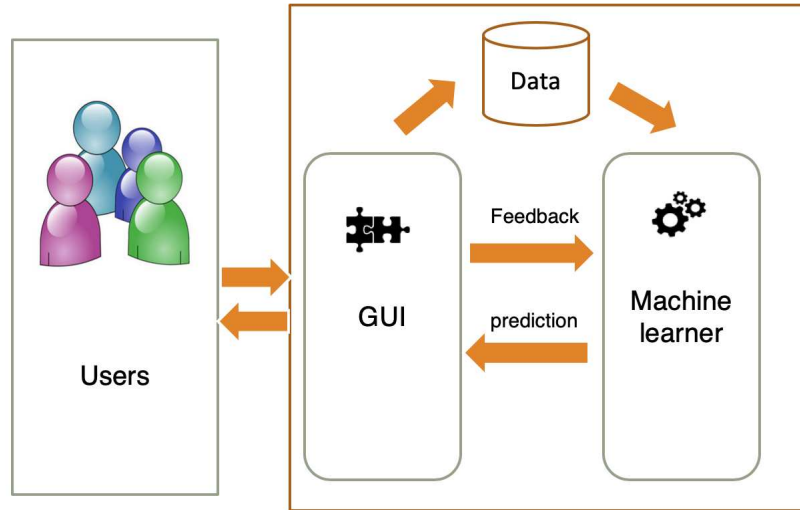 Data
Feedback
GUI
prediction
Machine
learner
Users